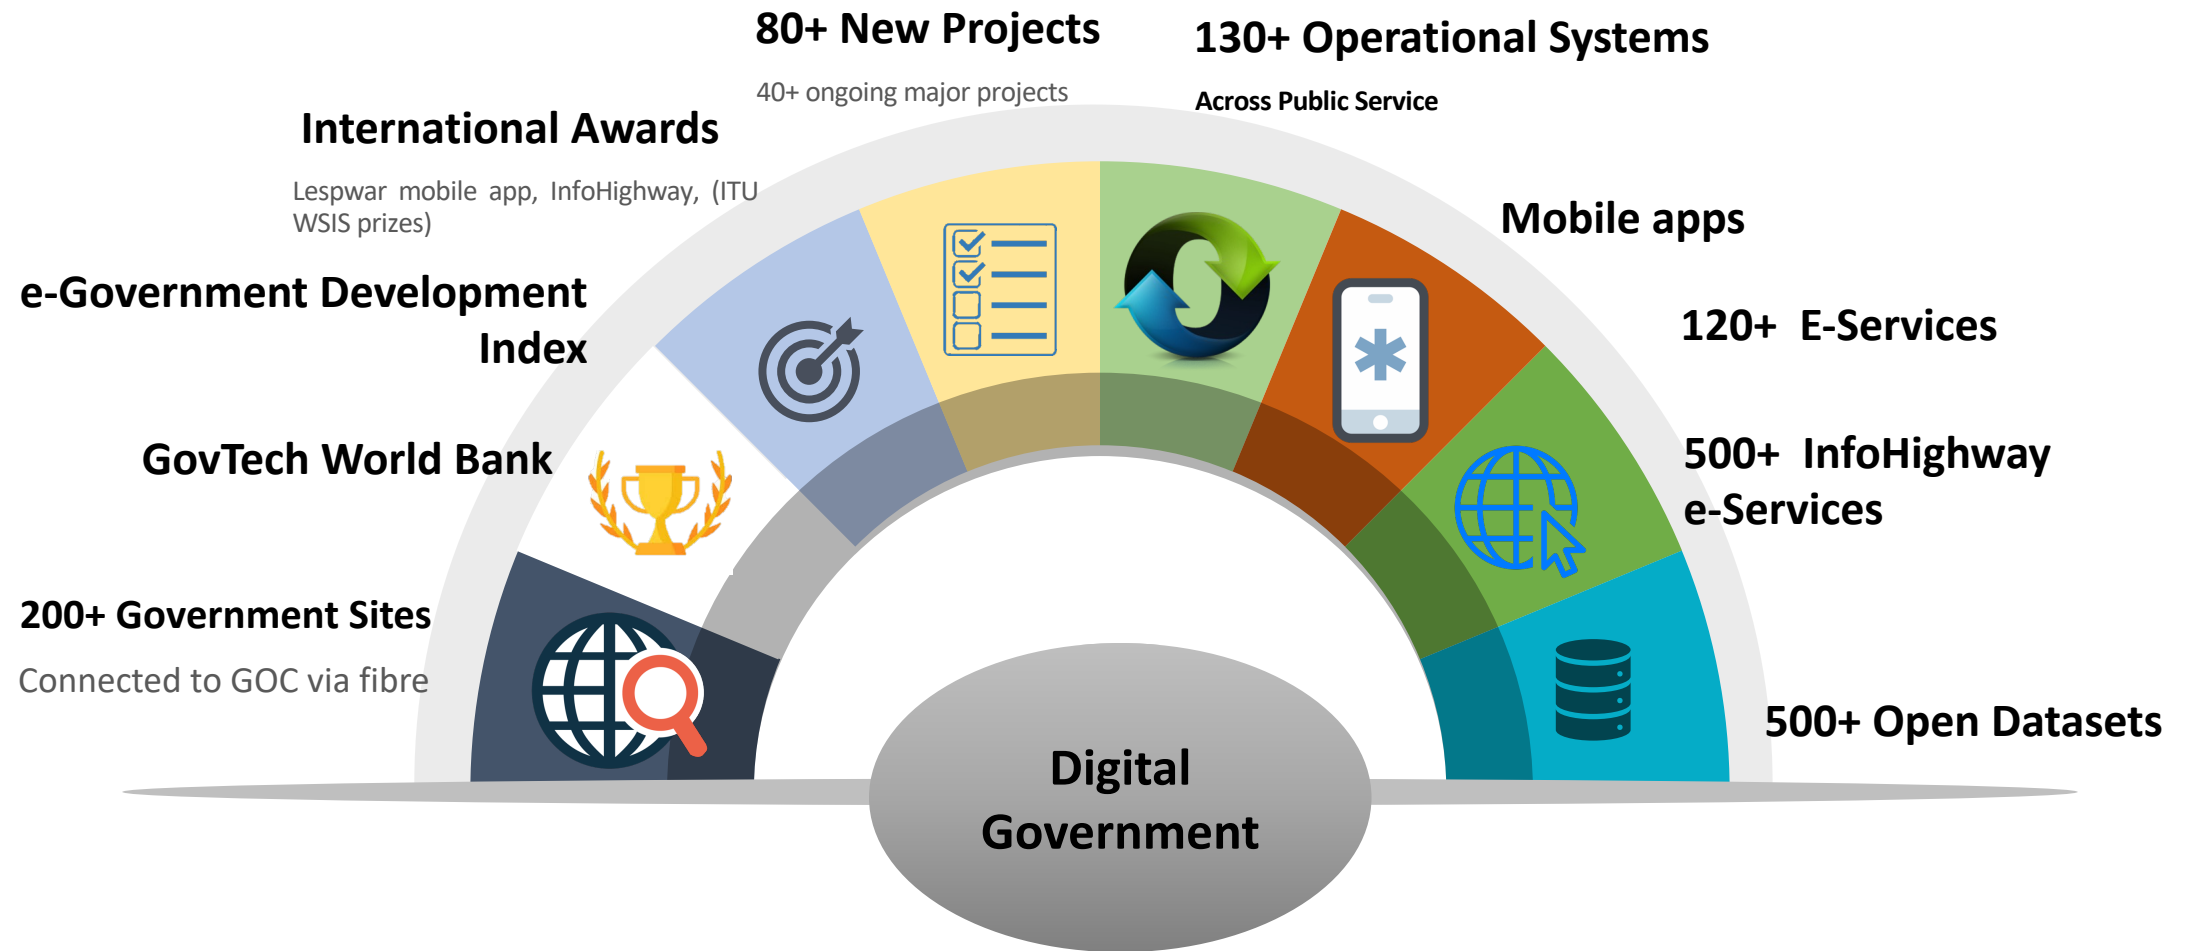 80+ New Projects
40+ ongoing major projects
130+ Operational Systems
Across Public Service
International Awards
Lespwar mobile app, InfoHighway, (ITU
WSIS prizes)
Mobile apps
e-Government Development
Index
120+ E-Services
GovTech World Bank
500+ InfoHighway
e-Services
200+ Government Sites
Connected to GOC via fibre
500+ Open Datasets
Digital
Government